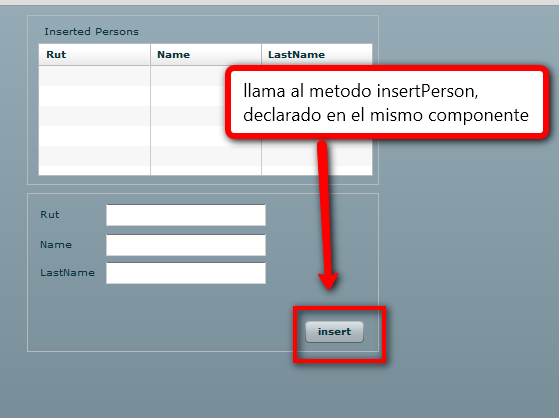 Inserted Persons
Rut Name LastName
llama al metodo insertPerson,
declarado en el mismo componente
Rut
Name
LastName
insert